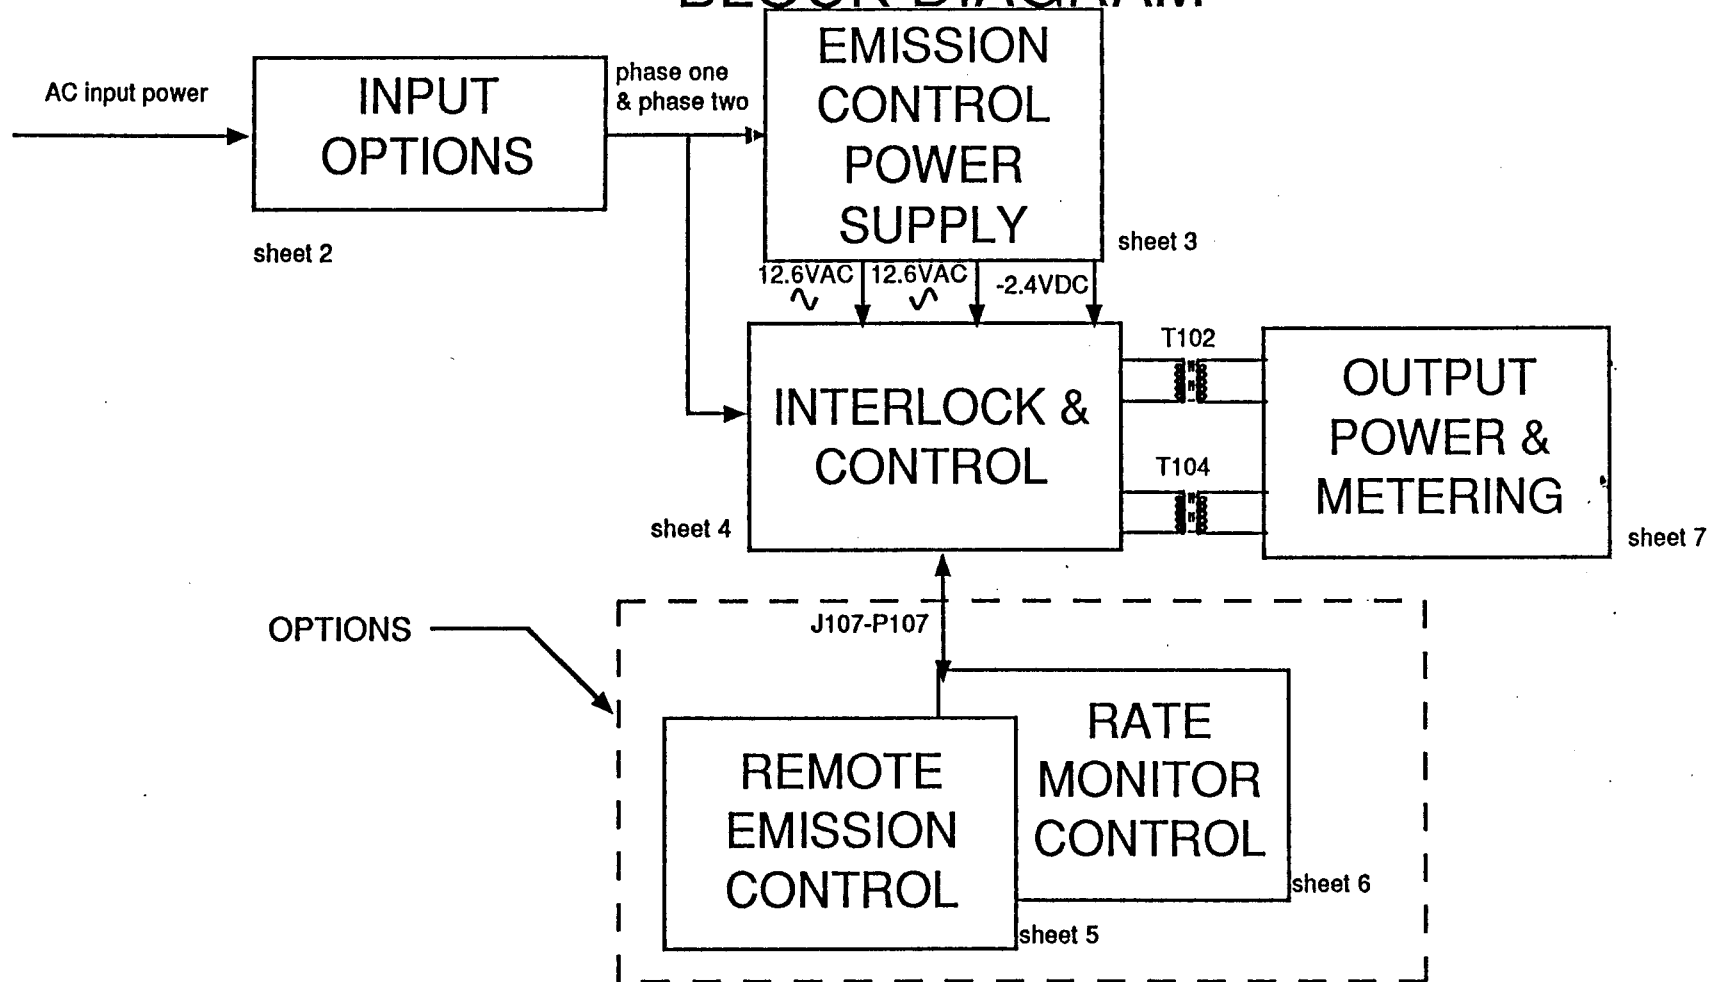 BLOCK DIAGRAM
AC input power
INPUT
OPTIONS
sheet 2
phase one
& phase two
EMISSION
CONTROL
POWER
SUPPLY
sheet 3
12.6VAC
12.6VAC
-2.4VDC
INTERLOCK &
CONTROL
sheet 4
T102
T104
OUTPUT
POWER &
METERING
sheet 7
OPTIONS
J107-P107
REMOTE
EMISSION
CONTROL
sheet 5
RATE
MONITOR
CONTROL
sheet 6